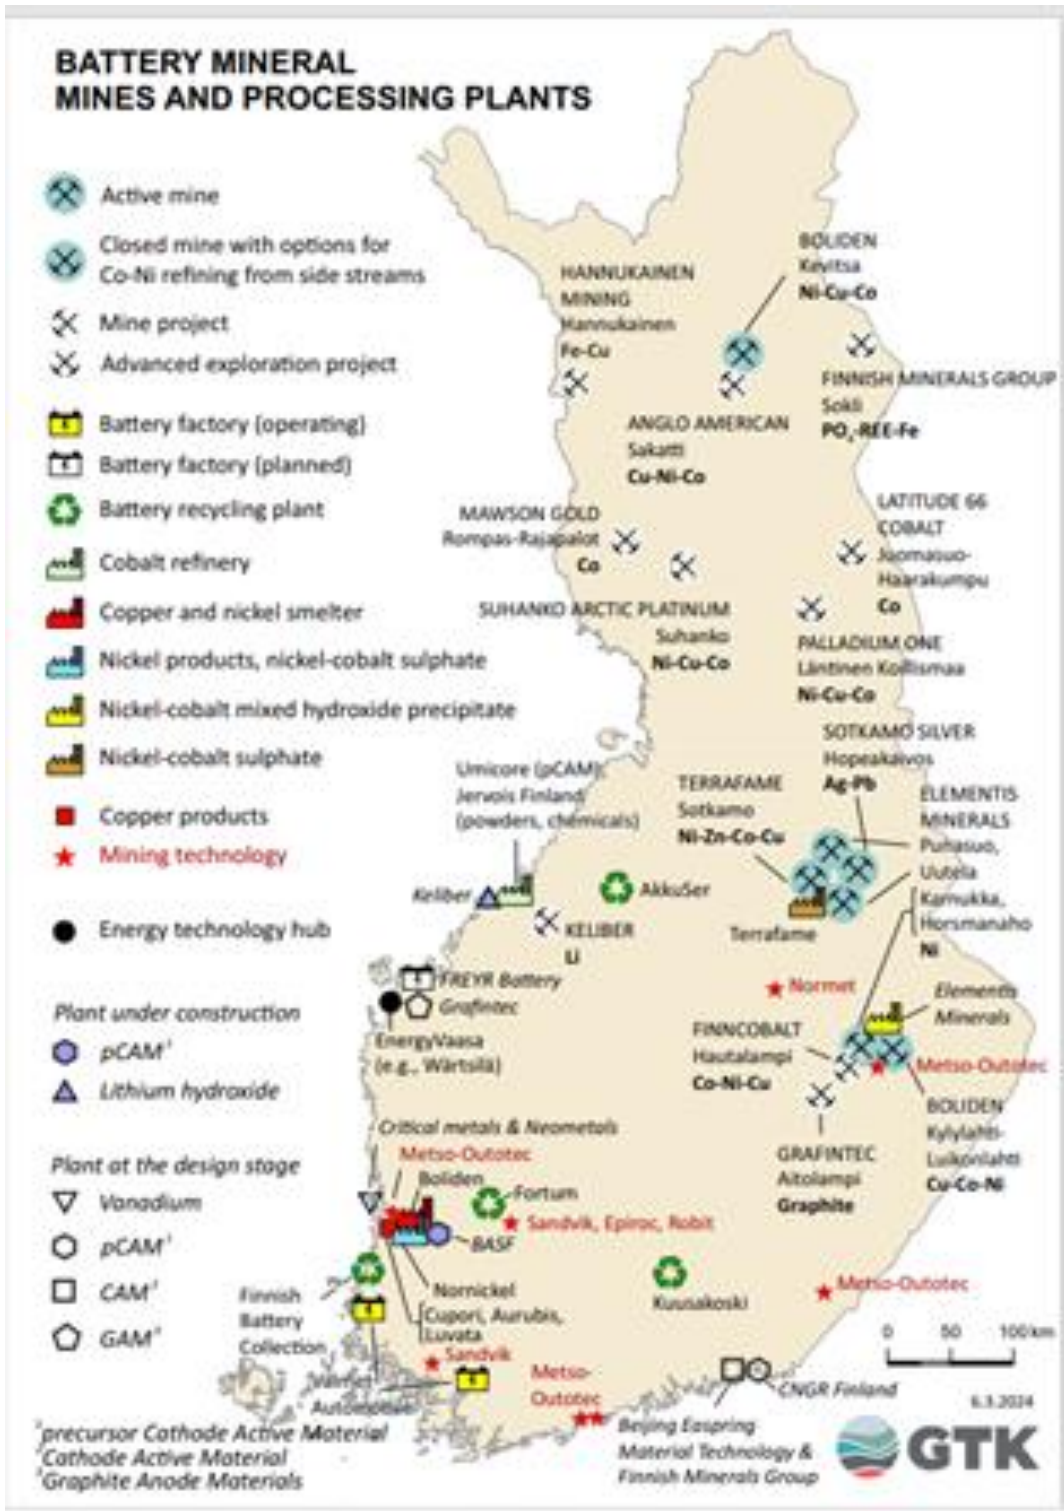 BATTERY MINERAL
MINES AND PROCESSING PLANTS
Active mine
Closed mine with options for
Co-Ni refining from side streams
Mine project
Advanced exploration project
Battery factory (operating)
Battery factory (planned)
Battery recycling plant
Cobalt refinery
Copper and nickel smelter
Nickel products, nickel-cobalt sulphate
Nickel-cobalt mixed hydroxide precipitate
Nickel-cobalt sulphate
Copper products
Mining technology
Energy technology hub
Plant under construction
pCAM¹
Lithium hydroxide
Plant at the design stage
Vanadium
pCAM¹
CAM²
GAM³
¹precursor Cathode Active Material
²Cathode Active Material
³Graphite Anode Materials
BOLIDEN
Kevitsa
Ni-Cu-Co
HANNUKAINEN
MINING
Hannukainen
Fe-Cu
FINNISH MINERALS GROUP
Sokli
PO₄-REE-Fe
ANGLO AMERICAN
Sakatti
Cu-Ni-Co
MAWSON GOLD
Rompas-Rajapalot
Co
LATITUDE 66
COBALT
Juomasuo-
Haarakumpu
Co
SUHANKO ARCTIC PLATINUM
Suhanko
Ni-Cu-Co
PALLADIUM ONE
Läntinen Koillismaa
Ni-Cu-Co
SOTKAMO SILVER
Hopeakaivos
Ag-Pb
Umicore (pCAM),
Jervois Finland
(powders, chemicals)
TERRAFAME
Sotkamo
Ni-Zn-Co-Cu
ELEMENTIS
MINERALS
Puhasuo,
Uutela
Karnukka,
Horsmanaho
Ni
Keliber
AkkuSer
KELIBER
Li
Terrafame
FREYR Battery
Grafintec
EnergyVaasa
(e.g., Wärtsilä)
Normet
Elementis
Minerals
FINNCOBALT
Hautalampi
Co-Ni-Cu
Metso-Outotec
BOLIDEN
Kylylahti-
Luikonlahti
Cu-Co-Ni
GRAFINTEC
Aitolampi
Graphite
Critical metals & Neometals
Metso-Outotec
Boliden
Fortum
Sandvik, Epiroc, Robit
BASF
Nornickel
Cupori, Aurubis,
Luvata
Finnish
Battery
Collection
Kuusakoski
Metso-Outotec
Sandvik
Valmet
Automotive
Metso-
Outotec
CNGR Finland
Beijing Easpring
Material Technology &
Finnish Minerals Group
0 50 100 km
6.3.2024
GTK